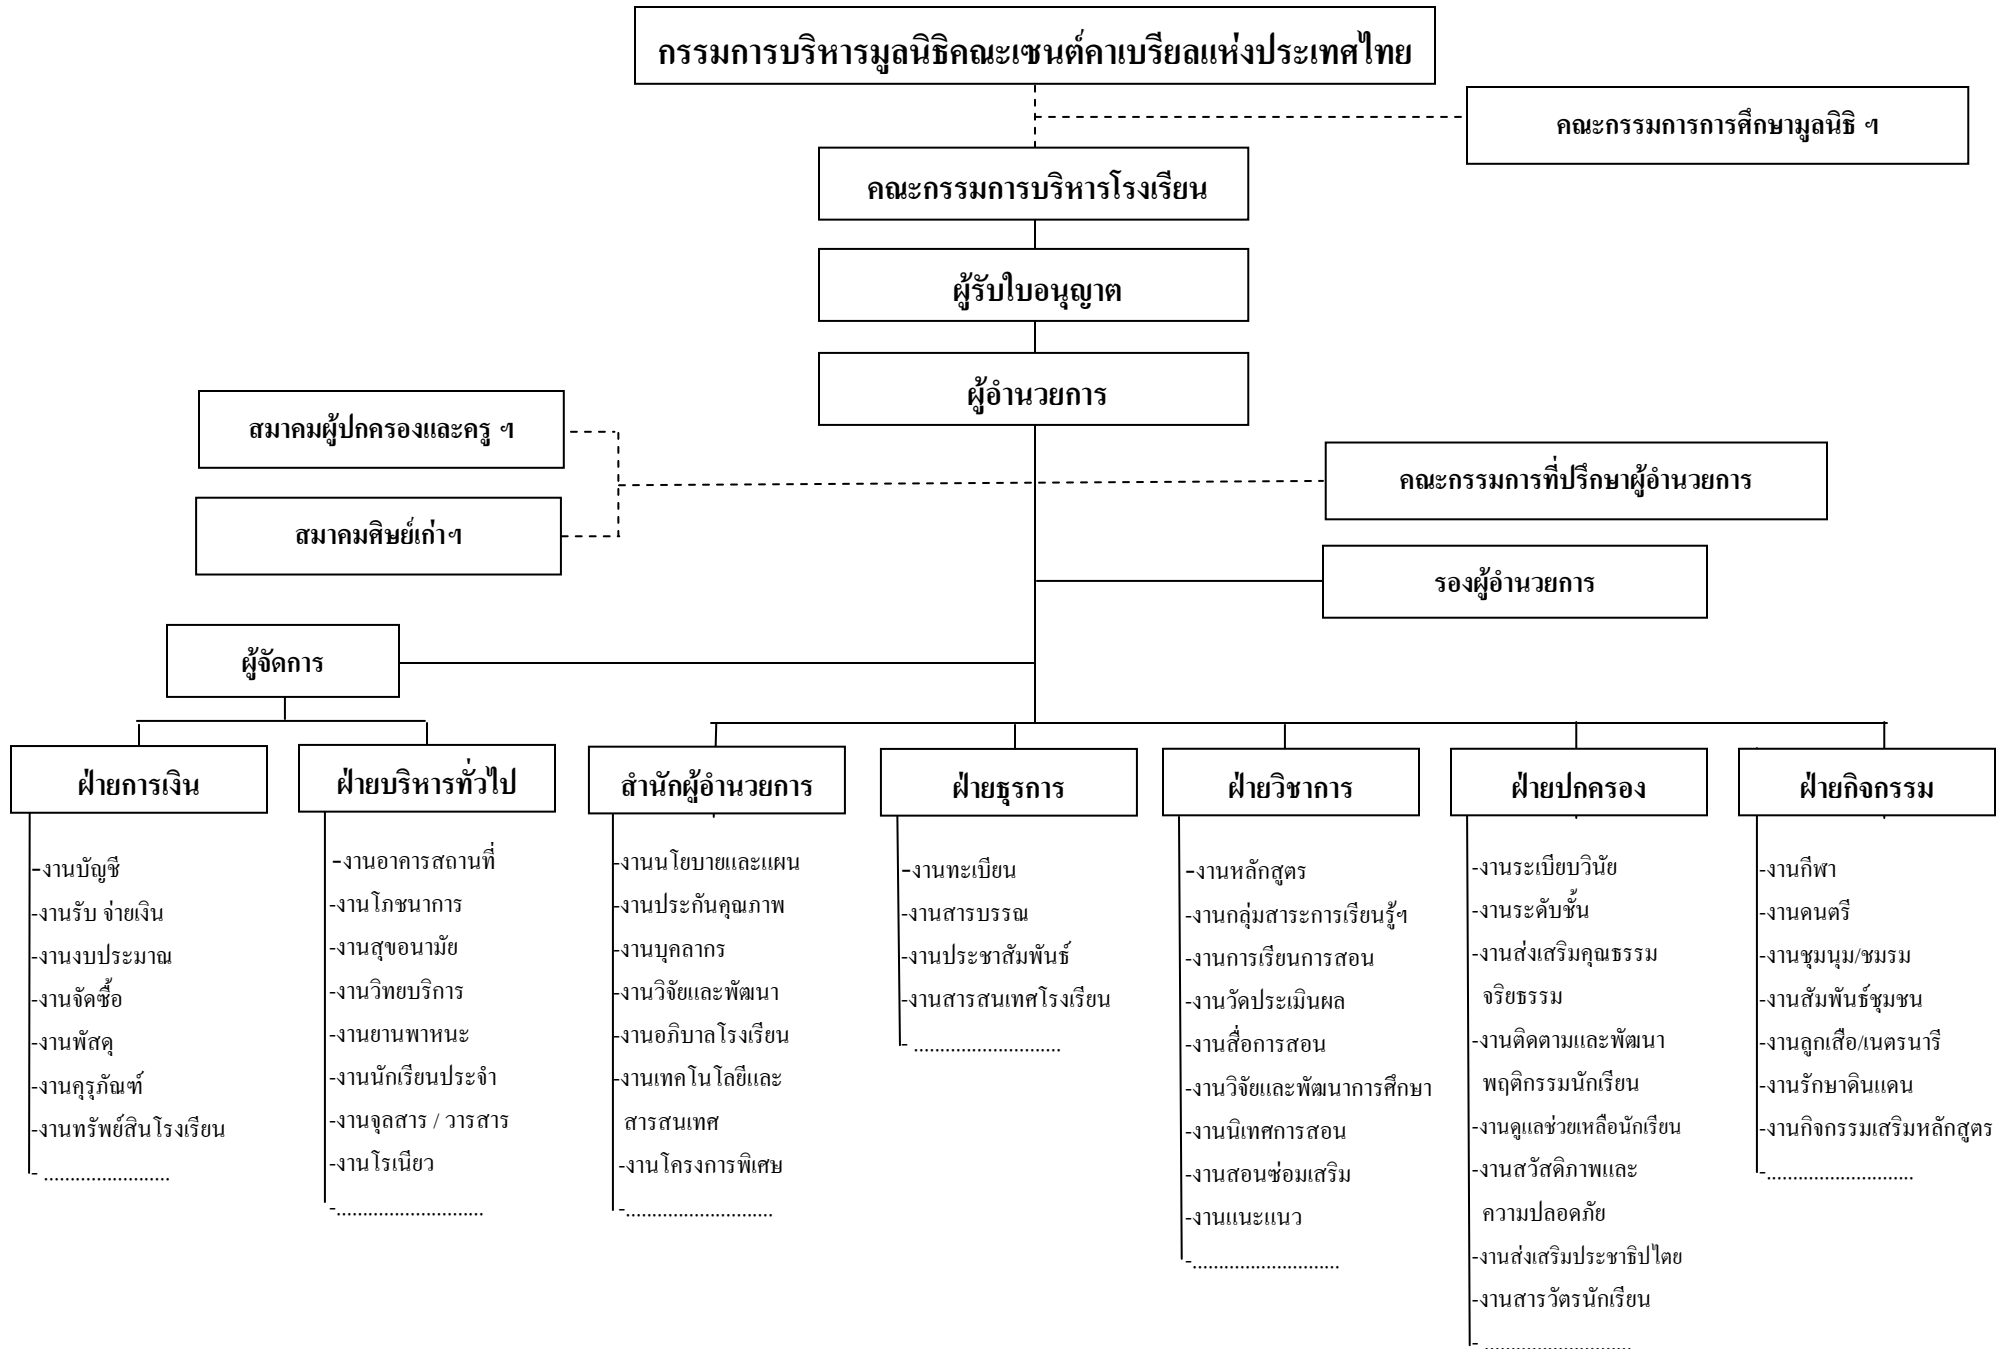 กรรมการบริหารมูลนิธิคณะเซนต์คาเบรียลแห่งประเทศไทย
คณะกรรมการการศึกษามูลนิธิ ฯ
คณะกรรมการบริหารโรงเรียน
ผู้รับใบอนุญาต
ผู้อำนวยการ
สมาคมผู้ปกครองและครู ฯ
คณะกรรมการที่ปรึกษาผู้อำนวยการ
สมาคมศิษย์เก่าฯ
รองผู้อำนวยการ
ผู้จัดการ
ฝ่ายการเงิน
-งานบัญชี
-งานรับ จ่ายเงิน
-งานงบประมาณ
-งานจัดซื้อ
-งานพัสดุ
-งานคุรุภัณฑ์
-งานทรัพย์สินโรงเรียน
- ........................
ฝ่ายบริหารทั่วไป
-งานอาคารสถานที่
-งานโภชนาการ
-งานสุขอนามัย
-งานวิทยบริการ
-งานยานพาหนะ
-งานนักเรียนประจำ
-งานจุลสาร / วารสาร
-งานโรเนียว
-............................
สำนักผู้อำนวยการ
-งานนโยบายและแผน
-งานประกันคุณภาพ
-งานบุคลากร
-งานวิจัยและพัฒนา
-งานอภิบาลโรงเรียน
-งานเทคโนโลยีและ
สารสนเทศ
-งานโครงการพิเศษ
-............................
ฝ่ายธุรการ
-งานทะเบียน
-งานสารบรรณ
-งานประชาสัมพันธ์
-งานสารสนเทศโรงเรียน
- ............................
ฝ่ายวิชาการ
-งานหลักสูตร
-งานกลุ่มสาระการเรียนรู้ฯ
-งานการเรียนการสอน
-งานวัดประเมินผล
-งานสื่อการสอน
-งานวิจัยและพัฒนาการศึกษา
-งานนิเทศการสอน
-งานสอนซ่อมเสริม
-งานแนะแนว
-............................
ฝ่ายปกครอง
-งานระเบียบวินัย
-งานระดับชั้น
-งานส่งเสริมคุณธรรม
จริยธรรม
-งานติดตามและพัฒนา
พฤติกรรมนักเรียน
-งานดูแลช่วยเหลือนักเรียน
-งานสวัสดิภาพและ
ความปลอดภัย
-งานส่งเสริมประชาธิปไตย
-งานสารวัตรนักเรียน
- ............................
ฝ่ายกิจกรรม
-งานกีฬา
-งานดนตรี
-งานชุมนุม/ชมรม
-งานสัมพันธ์ชุมชน
-งานลูกเสือ/เนตรนารี
-งานรักษาดินแดน
-งานกิจกรรมเสริมหลักสูตร
-............................